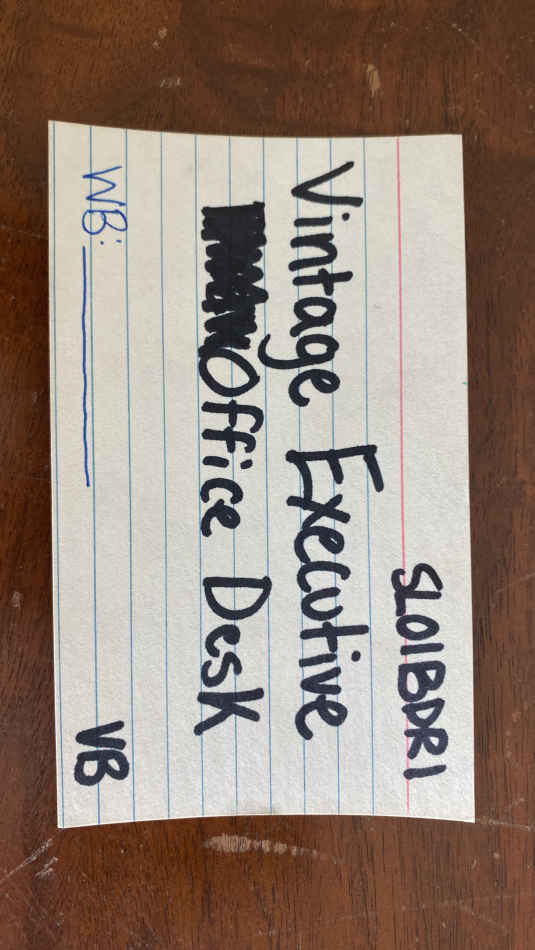 SL01BDR1
Vintage Executive
Office Desk
WB: VB